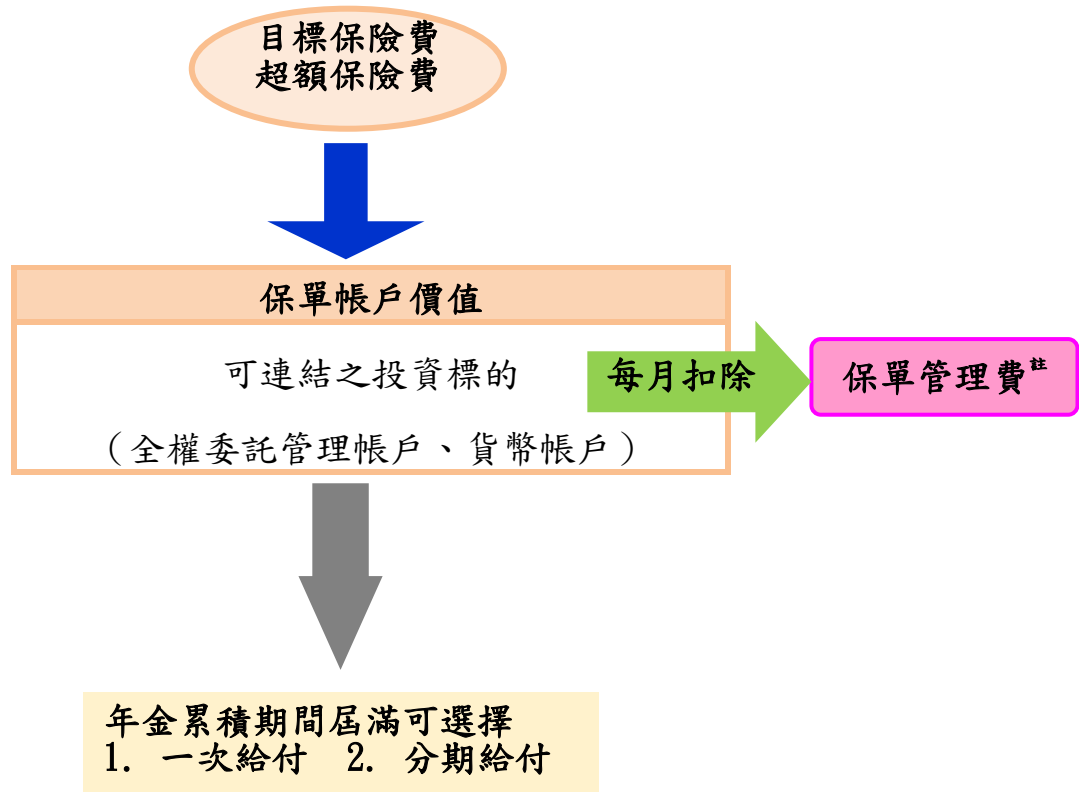 目標保險費
超額保險費
保單帳戶價值
可連結之投資標的
每月扣除
保單管理費註
（全權委託管理帳戶、貨幣帳戶）
年金累積期間屆滿可選擇
1. 一次給付 2. 分期給付